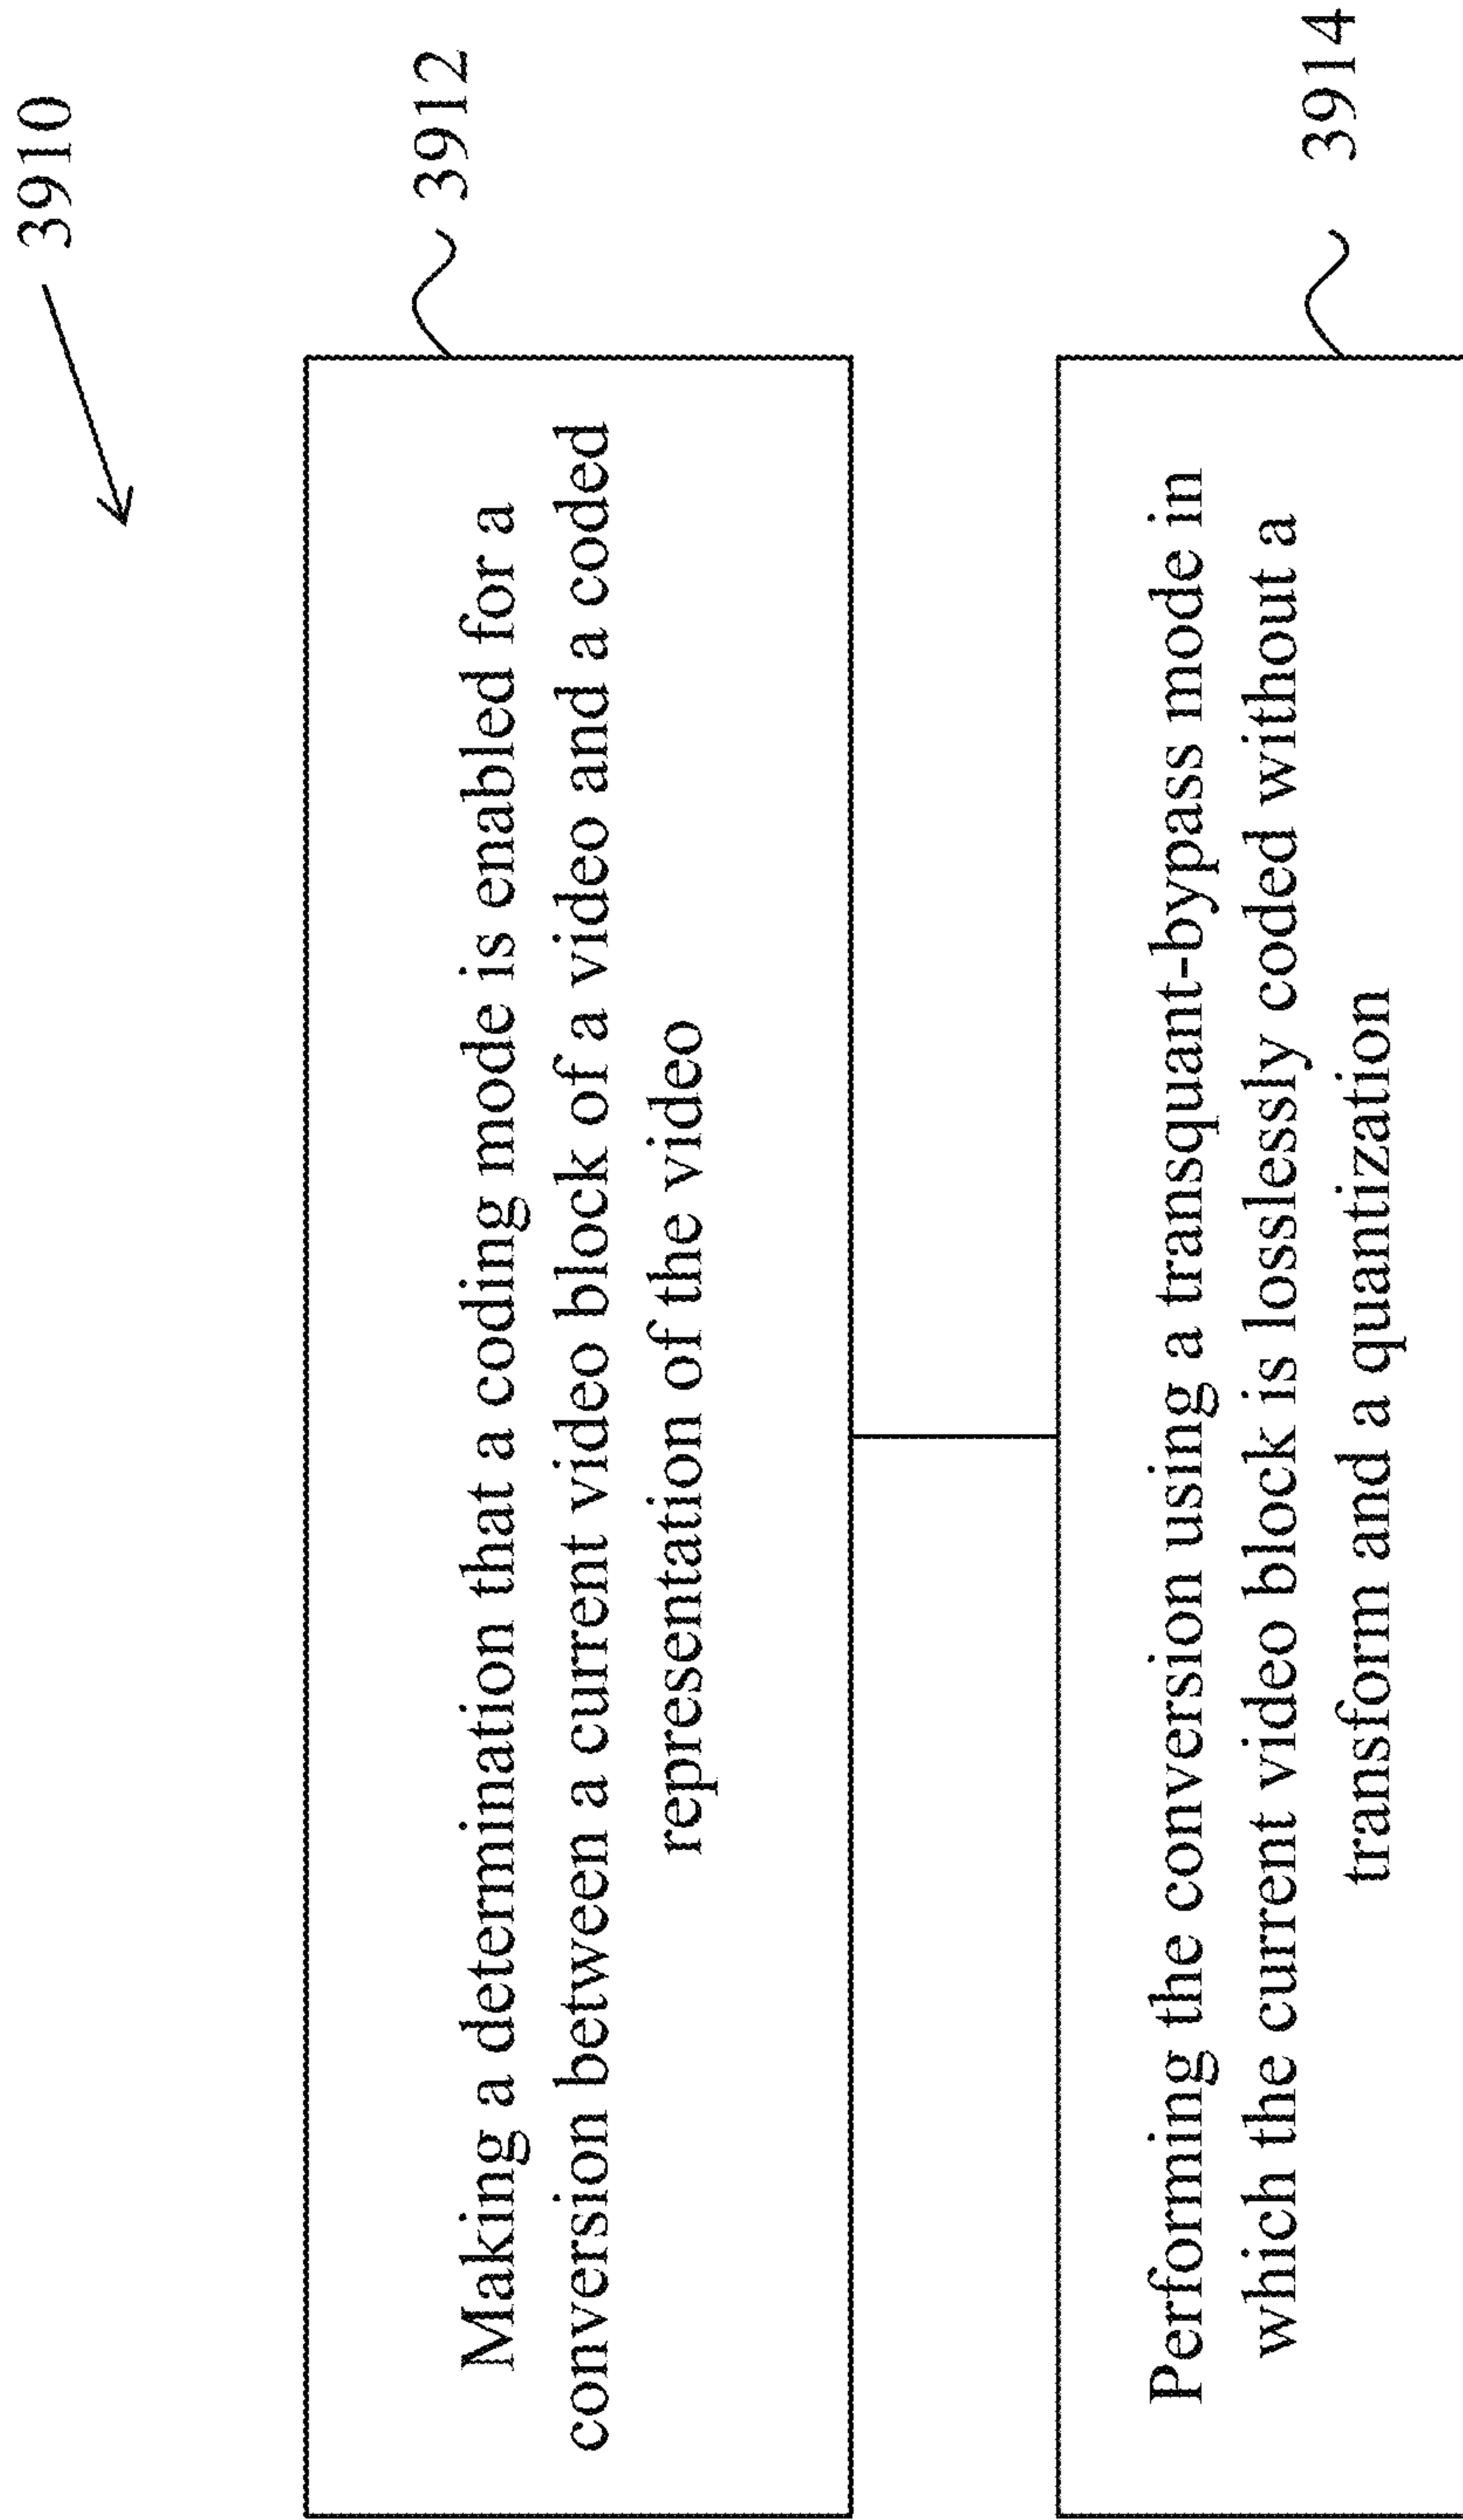 3910
3912
Making a determination that a coding mode is enabled for a
conversion between a current video block of a video and a coded
representation of the video
3914
Performing the conversion using a transquant-bypass mode in
which the current video block is losslessly coded without a
transform and a quantization